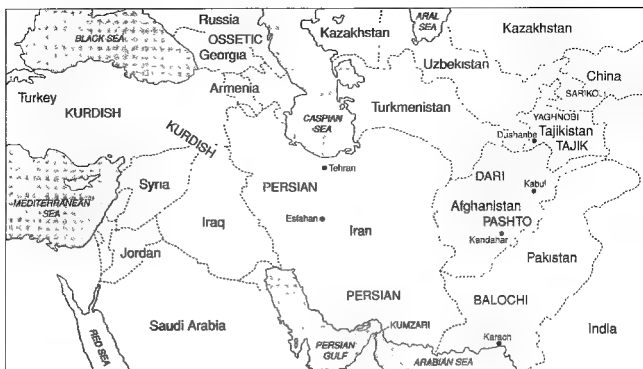 Russia
BLACK SEA
OSSETIC
Georgia
Kazakhstan
ARAL
SEA
Kazakhstan
Uzbekistan
China
Turkey
KURDISH
Armenia
CASPIAN
SEA
Turkmenistan
SARIKO
YAGHNOBI
Dushanbe
Tajikistan
TAJIK
KURDISH
Tehran
PERSIAN
DARI
Kabul
MEDITERRANEAN
SEA
Syria
Iraq
Esfahan
Iran
Afghanistan
PASHTO
Kandahar
Jordan
Pakistan
PERSIAN
BALOCHI
Saudi Arabia
KUMZARI
India
RED SEA
PERSIAN
GULF
Karach
ARABIAN SEA